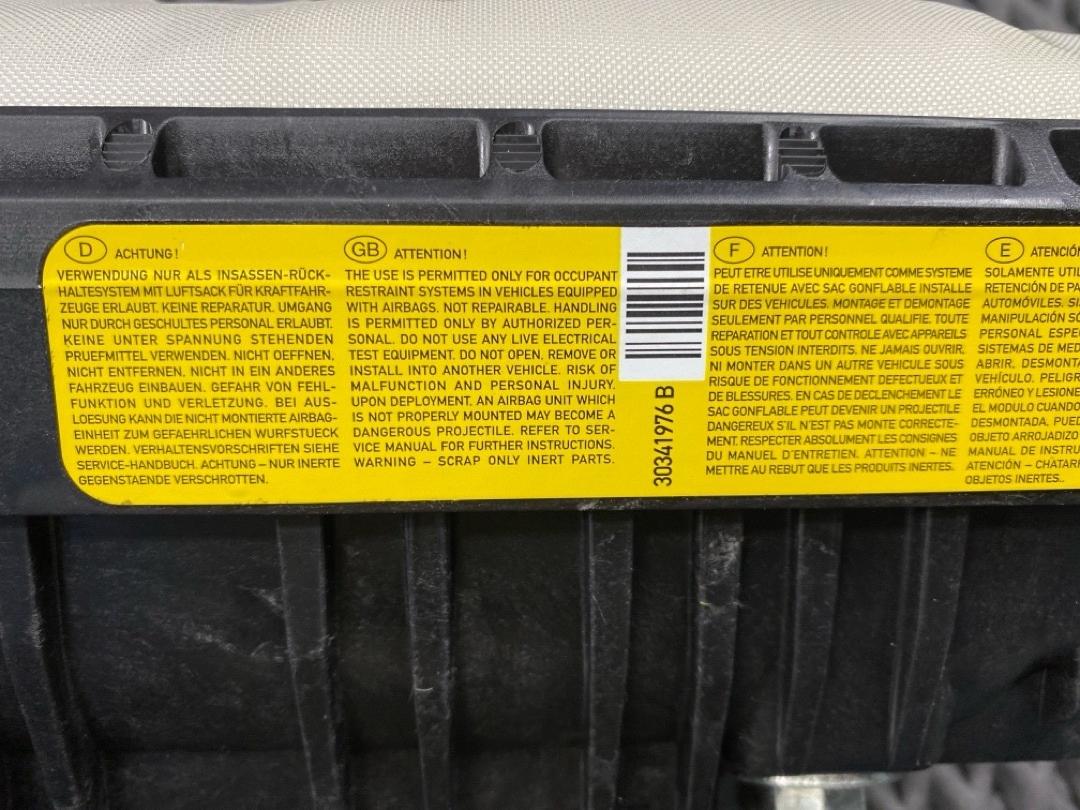 D ACHTUNG!
VERWENDUNG NUR ALS INSASSEN-RÜCK-
HALTESYSTEM MIT LUFTSACK FÜR KRAFTFAHR-
ZEUGE ERLAUBT. KEINE REPARATUR. UMGANG
NUR DURCH GESCHULTES PERSONAL ERLAUBT.
KEINE UNTER SPANNUNG STEHENDEN
PRUEFMITTEL VERWENDEN. NICHT OEFFNEN,
NICHT ENTFERNEN, NICHT IN EIN ANDERES
FAHRZEUG EINBAUEN. GEFAHR VON FEHL-
FUNKTION UND VERLETZUNG. BEI AUS-
LOESUNG KANN DIE NICHT MONTIERTE AIRBAG-
EINHEIT ZUM GEFAEHRLICHEN WURFSTUECK
WERDEN. VERHALTENSVORSCHRIFTEN SIEHE
SERVICE-HANDBUCH. ACHTUNG – NUR INERTE
GEGENSTAENDE VERSCHROTTEN.
GB ATTENTION!
THE USE IS PERMITTED ONLY FOR OCCUPANT
RESTRAINT SYSTEMS IN VEHICLES EQUIPPED
WITH AIRBAGS. NOT REPAIRABLE. HANDLING
IS PERMITTED ONLY BY AUTHORIZED PER-
SONAL. DO NOT USE ANY LIVE ELECTRICAL
TEST EQUIPMENT. DO NOT OPEN, REMOVE OR
INSTALL INTO ANOTHER VEHICLE. RISK OF
MALFUNCTION AND PERSONAL INJURY.
UPON DEPLOYMENT, AN AIRBAG UNIT WHICH
IS NOT PROPERLY MOUNTED MAY BECOME A
DANGEROUS PROJECTILE. REFER TO SER-
VICE MANUAL FOR FURTHER INSTRUCTIONS.
WARNING – SCRAP ONLY INERT PARTS.
30341976 B
F ATTENTION!
PEUT ETRE UTILISE UNIQUEMENT COMME SYSTEME
DE RETENUE AVEC SAC GONFLABLE INSTALLE
SUR DES VEHICULES. MONTAGE ET DEMONTAGE
SEULEMENT PAR PERSONNEL QUALIFIE. TOUTE
REPARATION ET TOUT CONTROLE AVEC APPAREILS
SOUS TENSION INTERDITS. NE JAMAIS OUVRIR,
NI MONTER DANS UN AUTRE VEHICULE SOUS
RISQUE DE FONCTIONNEMENT DEFECTUEUX ET
DE BLESSURES. EN CAS DE DECLENCHEMENT LE
SAC GONFLABLE PEUT DEVENIR UN PROJECTILE
DANGEREUX S'IL N'EST PAS MONTE CORRECTE-
MENT. RESPECTER ABSOLUMENT LES CONSIGNES
DU MANUEL D'ENTRETIEN. ATTENTION – NE
METTRE AU REBUT QUE LES PRODUITS INERTES.
E ATENCIÓN
SOLAMENTE UTIL
RETENCIÓN DE PA
AUTOMÓVILES. SI
MANIPULACIÓN SO
PERSONAL ESPE
SISTEMAS DE MED
ABRIR, DESMONTA
VEHÍCULO. PELIGR
ERRÓNEO Y LESIONE
EL MODULO CUANDO
DESMONTADA, PUED
OBJETO ARROJADIZO
MANUAL DE INSTRU
ATENCIÓN – CHATAR
OBJETOS INERTES..